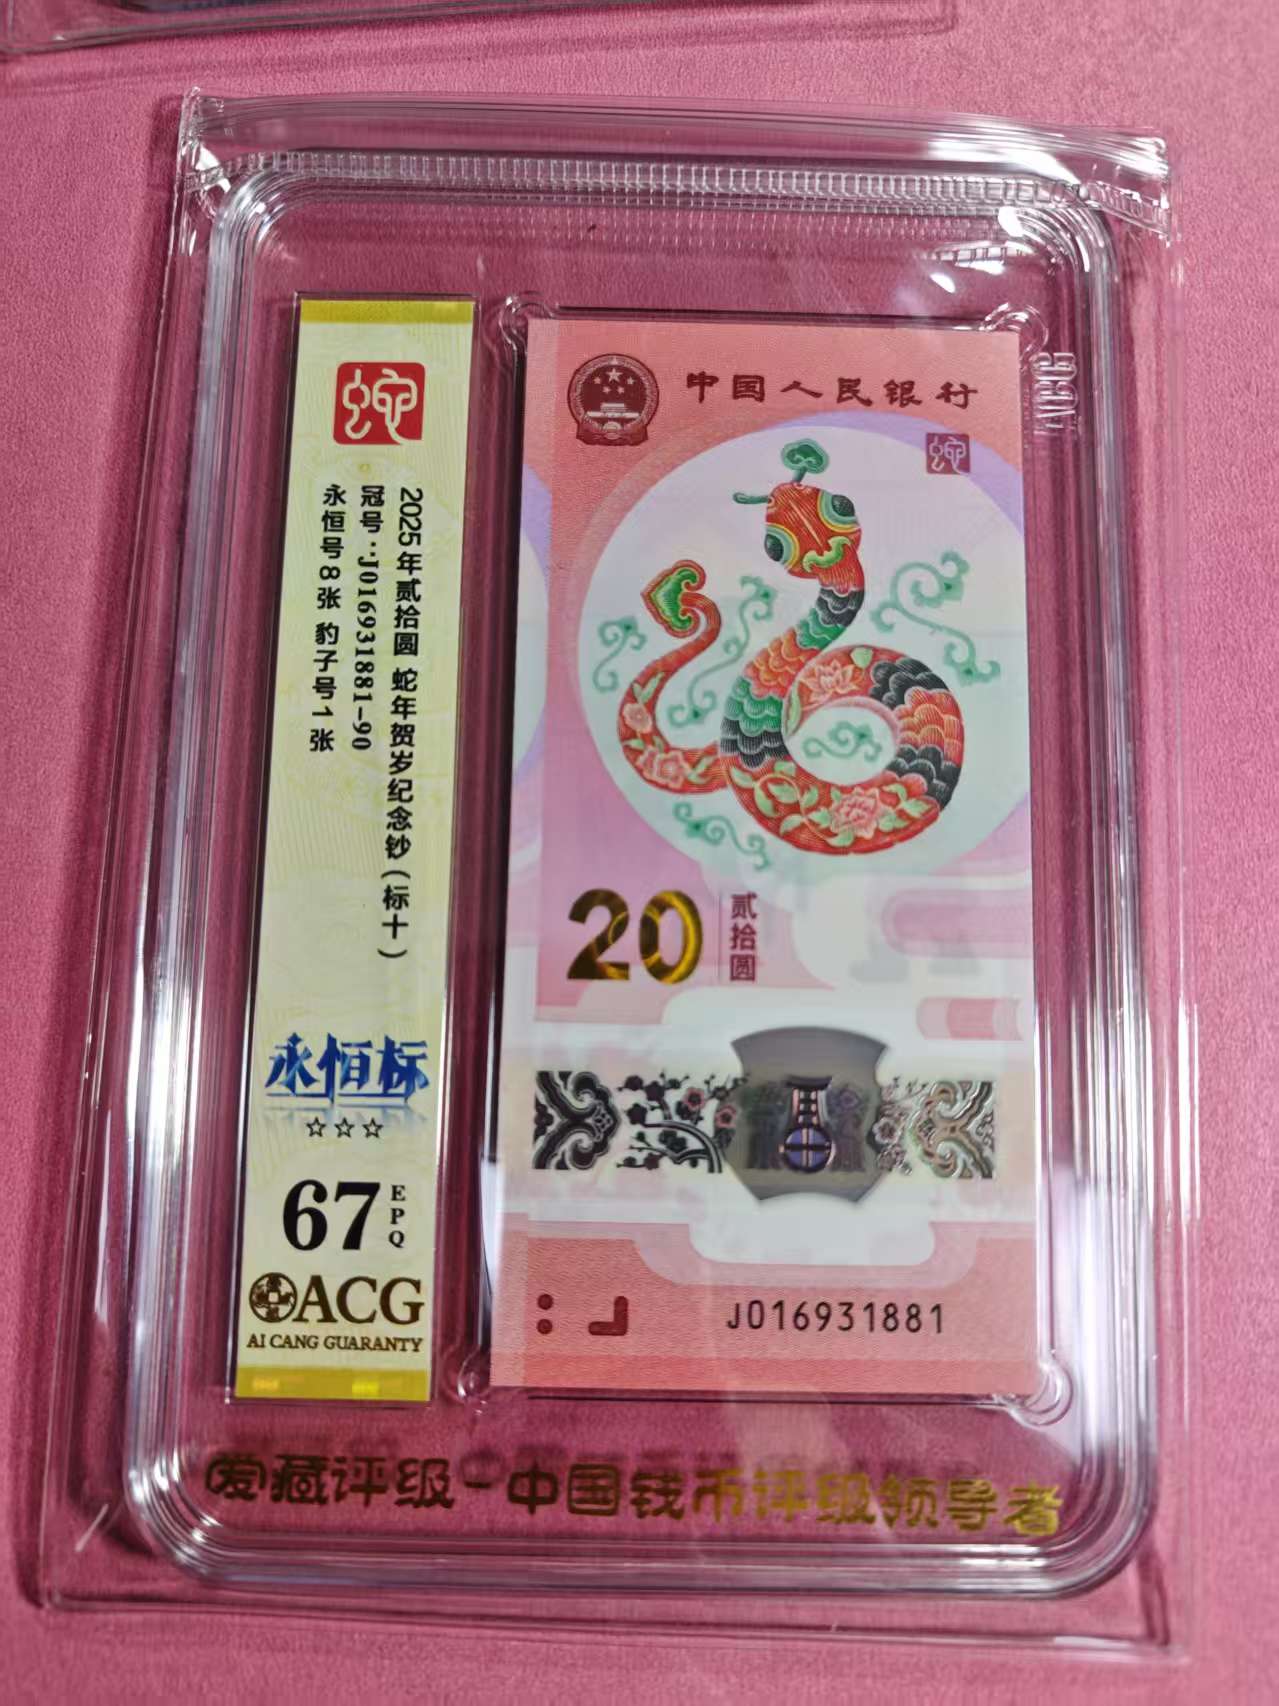 蛇
2025年贰拾圆 蛇年贺岁纪念钞(标十)
冠号:J016931881-90
永恒号8张 豹子号1张
永恒标
☆☆☆
67 EPQ
ACG
AI CANG GUARANTY
中国人民银行
蛇
20 贰拾圆
J016931881
ACG
爱藏评级-中国钱币评级领导者